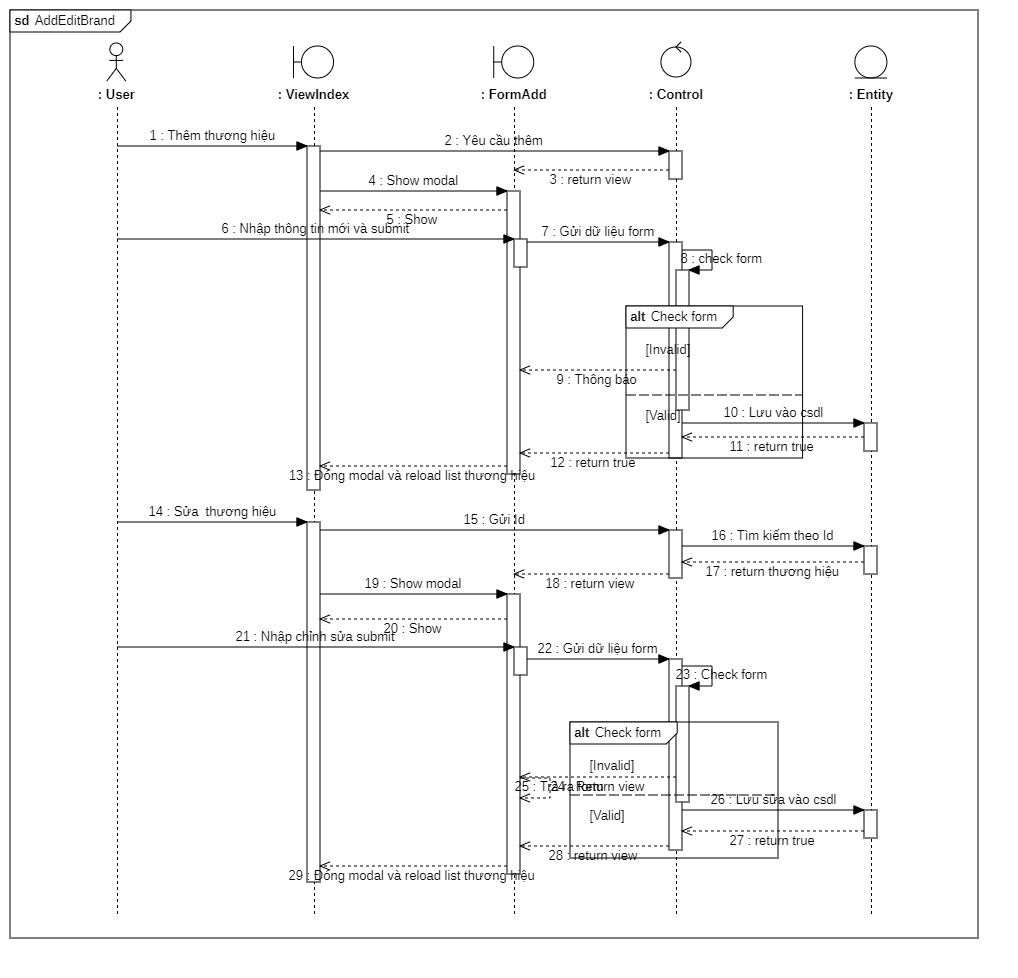 sd AddEditBrand
: User
: ViewIndex
: FormAdd
: Control
: Entity
1 : Thêm thương hiệu
2 : Yêu cầu thêm
3 : return view
4 : Show modal
5 : Show
6 : Nhập thông tin mới và submit
7 : Gửi dữ liệu form
8 : check form
alt Check form
[Invalid]
9 : Thông báo
[Valid]
10 : Lưu vào csdl
11 : return true
12 : return true
13 : Đóng modal và reload list thương hiệu
14 : Sửa  thương hiệu
15 : Gửi Id
16 : Tìm kiếm theo Id
17 : return thương hiệu
18 : return view
19 : Show modal
20 : Show
21 : Nhập chỉnh sửa submit
22 : Gửi dữ liệu form
23 : Check form
alt Check form
[Invalid]
24 : Return view
25 : Trả ra Form
26 : Lưu sửa vào csdl
[Valid]
27 : return true
28 : return view
29 : Đóng modal và reload list thương hiệu